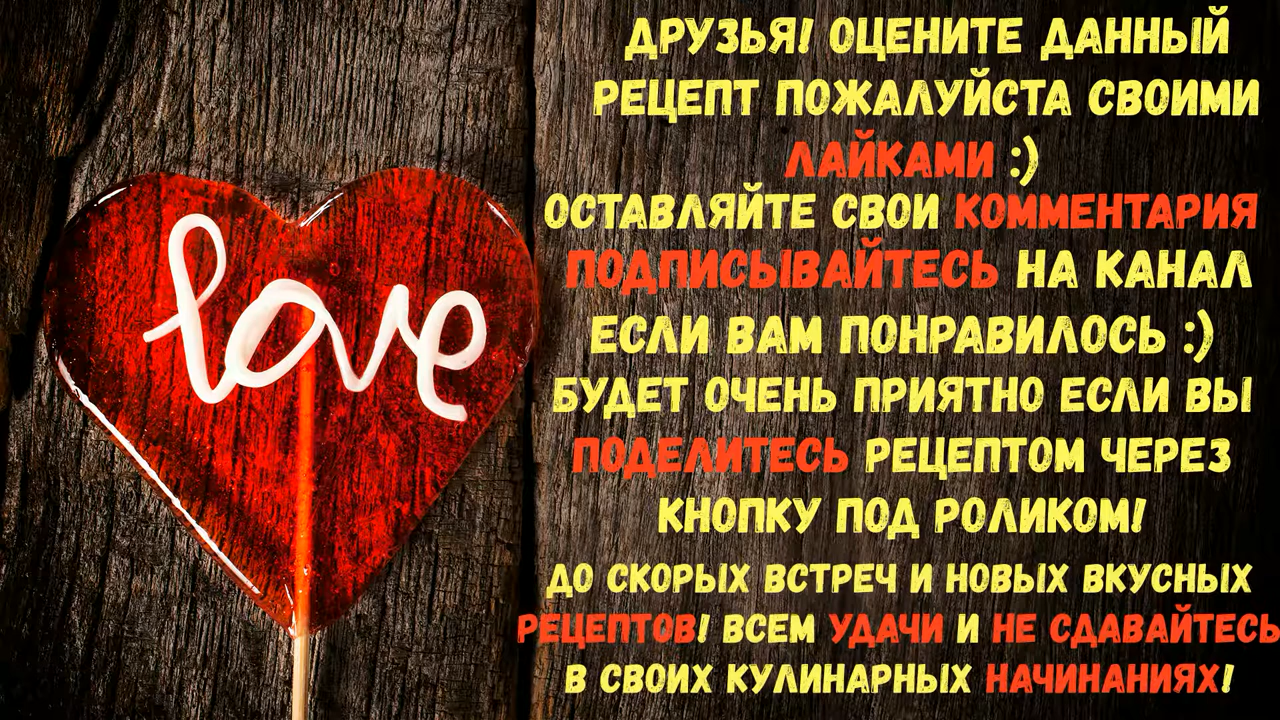 love
ДРУЗЬЯ! ОЦЕНИТЕ ДАННЫЙ
РЕЦЕПТ ПОЖАЛУЙСТА СВОИМИ
ЛАЙКАМИ :)
ОСТАВЛЯЙТЕ СВОИ КОММЕНТАРИЯ
ПОДПИСЫВАЙТЕСЬ НА КАНАЛ
ЕСЛИ ВАМ ПОНРАВИЛОСЬ :)
БУДЕТ ОЧЕНЬ ПРИЯТНО ЕСЛИ ВЫ
ПОДЕЛИТЕСЬ РЕЦЕПТОМ ЧЕРЕЗ
КНОПКУ ПОД РОЛИКОМ!
ДО СКОРЫХ ВСТРЕЧ И НОВЫХ ВКУСНЫХ
РЕЦЕПТОВ! ВСЕМ УДАЧИ И НЕ СДАВАЙТЕСЬ
В СВОИХ КУЛИНАРНЫХ НАЧИНАНИЯХ!